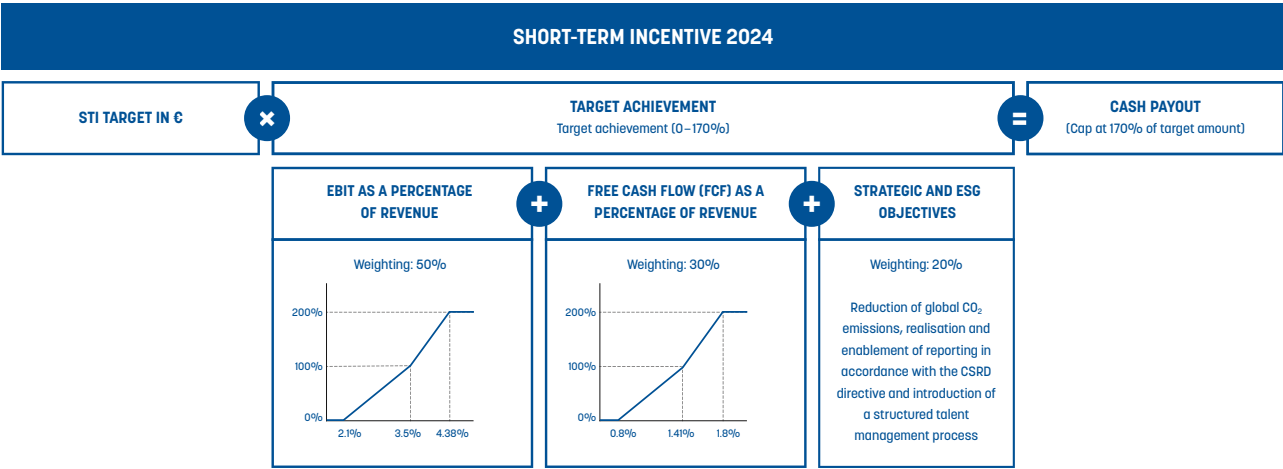 SHORT-TERM INCENTIVE 2024
STI TARGET IN €
×
TARGET ACHIEVEMENT
Target achievement (0–170%)
=
CASH PAYOUT
(Cap at 170% of target amount)
EBIT AS A PERCENTAGE
OF REVENUE
+
FREE CASH FLOW (FCF) AS A
PERCENTAGE OF REVENUE
+
STRATEGIC AND ESG
OBJECTIVES
Weighting: 50%
200%
100%
0%
2.1%
3.5%
4.38%
Weighting: 30%
200%
100%
0%
0.8%
1.41%
1.8%
Weighting: 20%
Reduction of global CO₂
emissions, realisation and
enablement of reporting in
accordance with the CSRD
directive and introduction of
a structured talent
management process